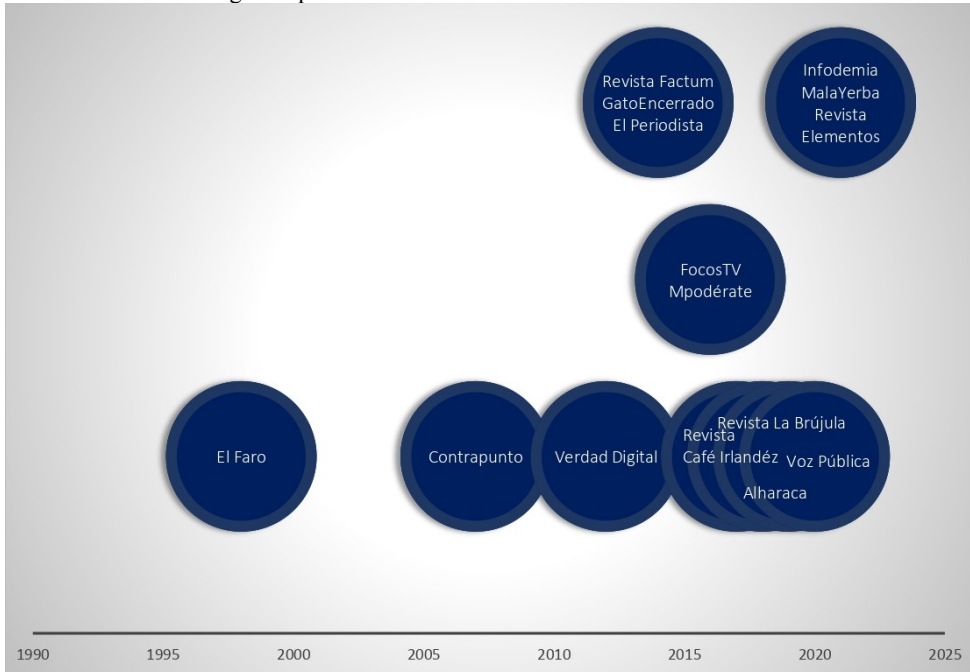 Revista Factum
GatoEncerrado
El Periodista
Infodemia
MalaYerba
Revista
Elementos
FocosTV
Mpodérate
El Faro
Contrapunto
Verdad Digital
Revista
Café Irlandéz
Revista La Brújula
Voz Pública
Alharaca
1990
1995
2000
2005
2010
2015
2020
2025